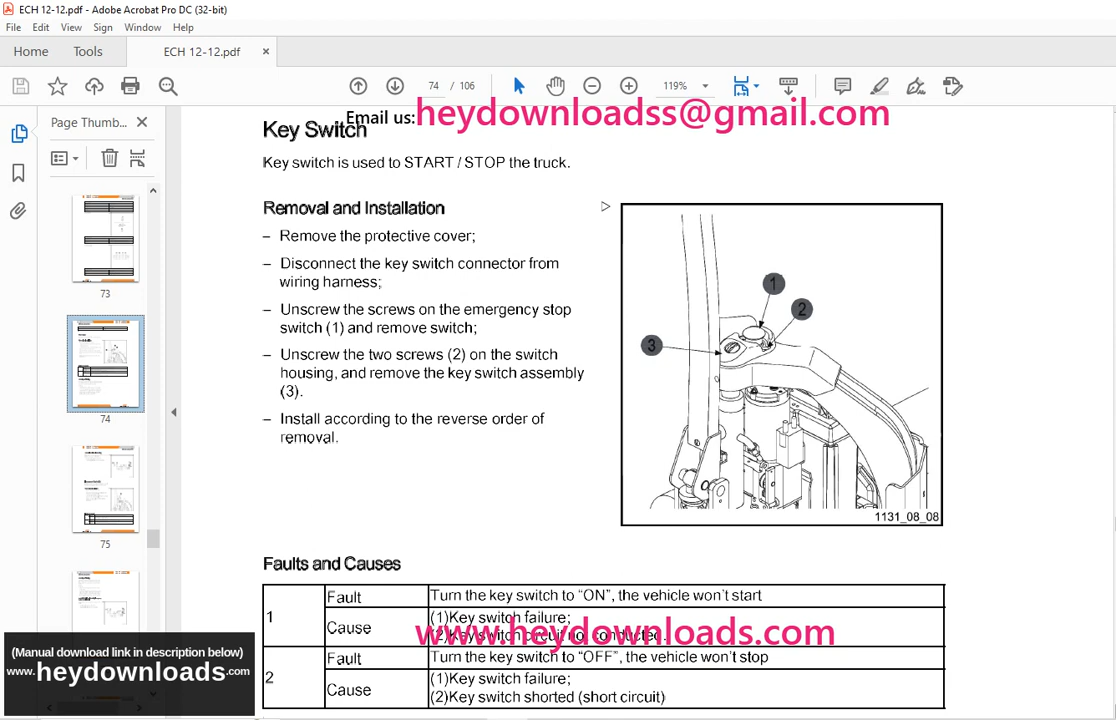 ECH 12-12.pdf - Adobe Acrobat Pro DC (32-bit)
File Edit View Sign Window Help
Home Tools ECH 12-12.pdf ×
74 / 106 119%
Page Thumb...
73
74
75
Email us:heydownloadss@gmail.com
Key Switch
Key switch is used to START / STOP the truck.
Removal and Installation
– Remove the protective cover;
– Disconnect the key switch connector from
wiring harness;
– Unscrew the screws on the emergency stop
switch (1) and remove switch;
– Unscrew the two screws (2) on the switch
housing, and remove the key switch assembly
(3).
– Install according to the reverse order of
removal.
1
2
3
1131_08_08
Faults and Causes
1 Fault Turn the key switch to “ON”, the vehicle won’t start
Cause (1)Key switch failure;
(2)Key switch circuit not conducted.
www.heydownloads.com
2 Fault Turn the key switch to “OFF”, the vehicle won’t stop
Cause (1)Key switch failure;
(2)Key switch shorted (short circuit)
(Manual download link in description below)
www.heydownloads.com